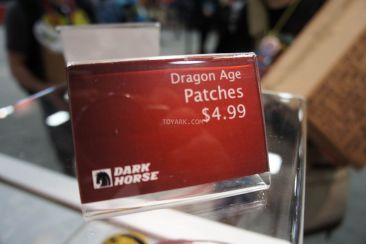 Dragon Age
Patches
$4.99
TOYARK.COM
DARK
HORSE